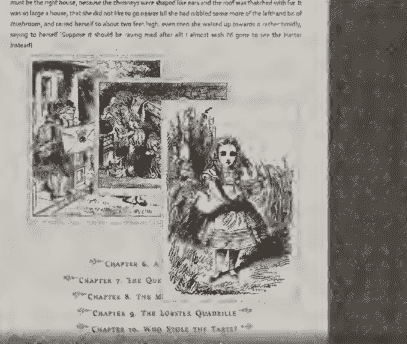 must be the right house, because the chimneys were shaped like ears and the roof was thatched with fur. It
was so large a house, that she did not like to go nearer till she had nibbled some more of the lefthand bit of
mushroom, and raised herself to about two feet high: even then she walked up towards it rather timidly,
saying to herself 'Suppose it should be raving mad after all! I almost wish I'd gone to see the Hatter
instead!
CHAPTER 6. A
CHAPTER 7. THE QUE
CHAPTER 8. THE M
CHAPTER 9. THE LOBSTER QUADRILLE
CHAPTER 10. WHO STOLE THE TARTS?